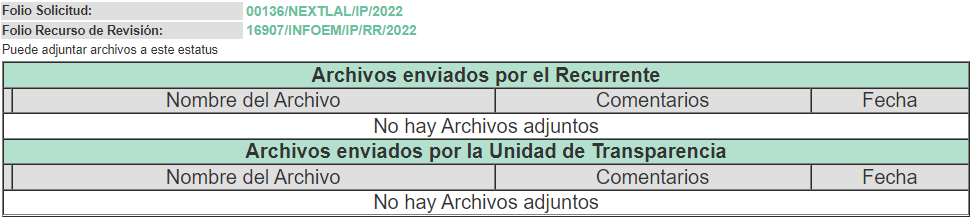 Folio Solicitud: 00136/NEXTLAL/IP/2022
Folio Recurso de Revisión: 16907/INFOEM/IP/RR/2022
Puede adjuntar archivos a este estatus
Archivos enviados por el Recurrente
Nombre del Archivo Comentarios Fecha
No hay Archivos adjuntos
Archivos enviados por la Unidad de Transparencia
Nombre del Archivo Comentarios Fecha
No hay Archivos adjuntos